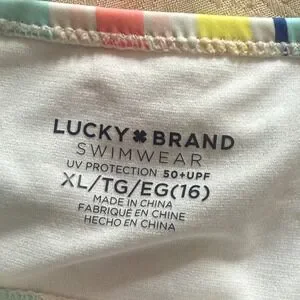 LUCKY BRAND
SWIMWEAR
UV PROTECTION 50+UPF
XL/TG/EG(16)
MADE IN CHINA
FABRIQUÉ EN CHINE
HECHO EN CHINA